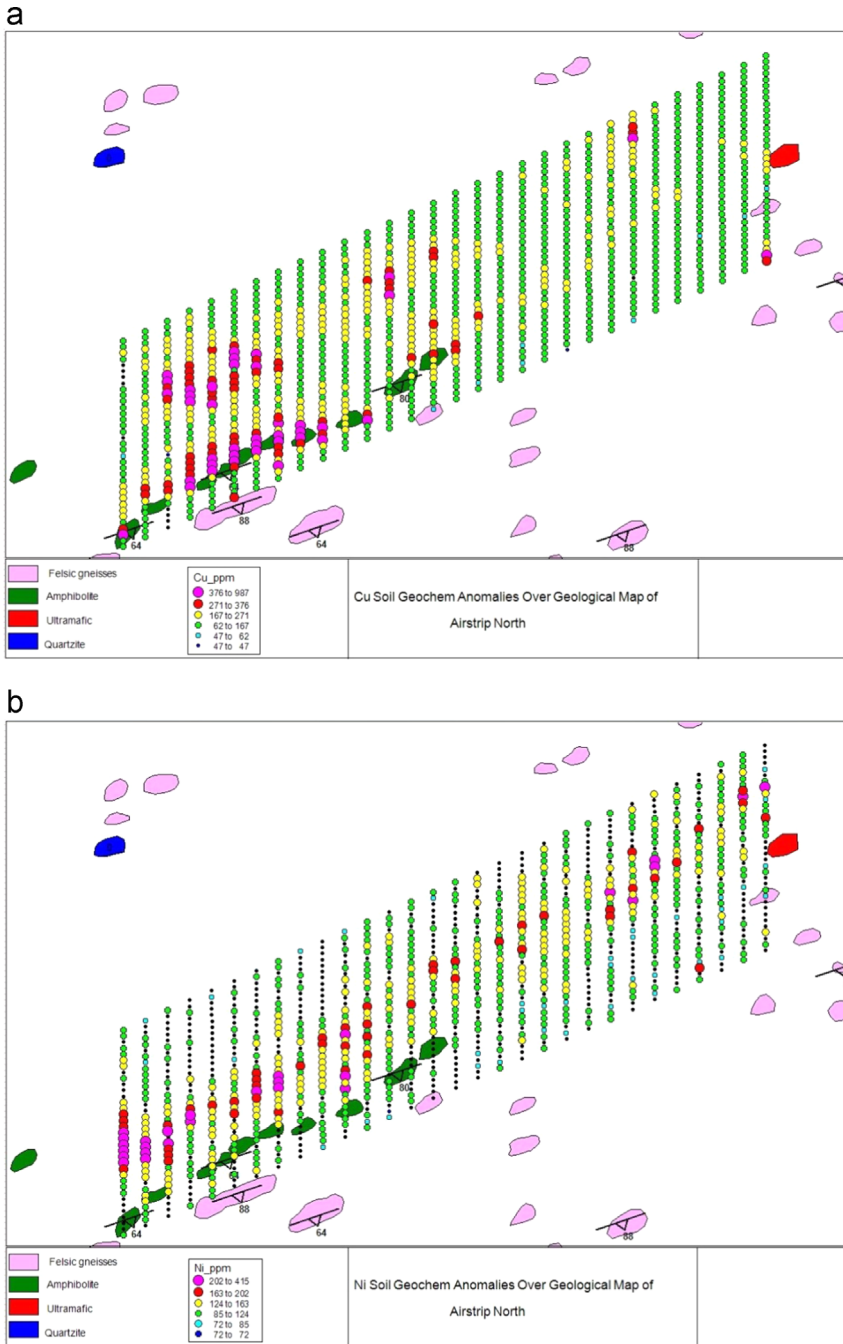 a
80
64
88
64
64
88
Felsic gneisses
Amphibolite
Ultramafic
Quartzite
Cu_ppm
376 to 987
271 to 376
167 to 271
62 to 167
47 to 62
47 to 47
Cu Soil Geochem Anomalies Over Geological Map of
Airstrip North
b
80
64
88
64
64
88
Felsic gneisses
Amphibolite
Ultramafic
Quartzite
Ni_ppm
202 to 415
163 to 202
124 to 163
85 to 124
72 to 85
72 to 72
Ni Soil Geochem Anomalies Over Geological Map of
Airstrip North